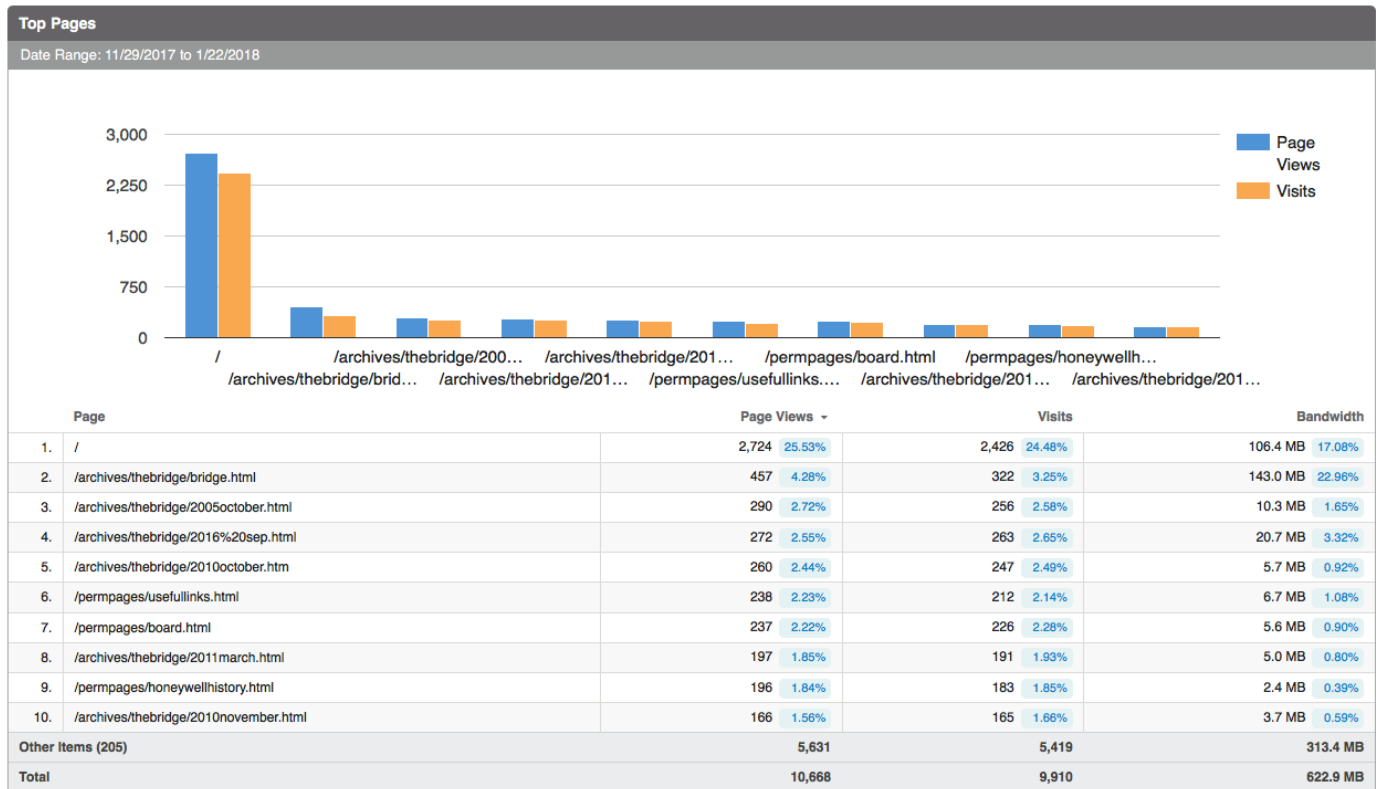 Top Pages
Date Range: 11/29/2017 to 1/22/2018
3,000
2,250
1,500
750
0
Page
Views
Visits
/ /archives/thebridge/200... /archives/thebridge/201... /permpages/board.html /permpages/honeywellh...
/archives/thebridge/brid... /archives/thebridge/201... /permpages/usefullinks.... /archives/thebridge/201... /archives/thebridge/201...
Page Page Views Visits Bandwidth
1. / 2,724 25.53% 2,426 24.48% 106.4 MB 17.08%
2. /archives/thebridge/bridge.html 457 4.28% 322 3.25% 143.0 MB 22.96%
3. /archives/thebridge/2005october.html 290 2.72% 256 2.58% 10.3 MB 1.65%
4. /archives/thebridge/2016%20sep.html 272 2.55% 263 2.65% 20.7 MB 3.32%
5. /archives/thebridge/2010october.htm 260 2.44% 247 2.49% 5.7 MB 0.92%
6. /permpages/usefullinks.html 238 2.23% 212 2.14% 6.7 MB 1.08%
7. /permpages/board.html 237 2.22% 226 2.28% 5.6 MB 0.90%
8. /archives/thebridge/2011march.html 197 1.85% 191 1.93% 5.0 MB 0.80%
9. /permpages/honeywellhistory.html 196 1.84% 183 1.85% 2.4 MB 0.39%
10. /archives/thebridge/2010november.html 166 1.56% 165 1.66% 3.7 MB 0.59%
Other Items (205) 5,631 5,419 313.4 MB
Total 10,668 9,910 622.9 MB